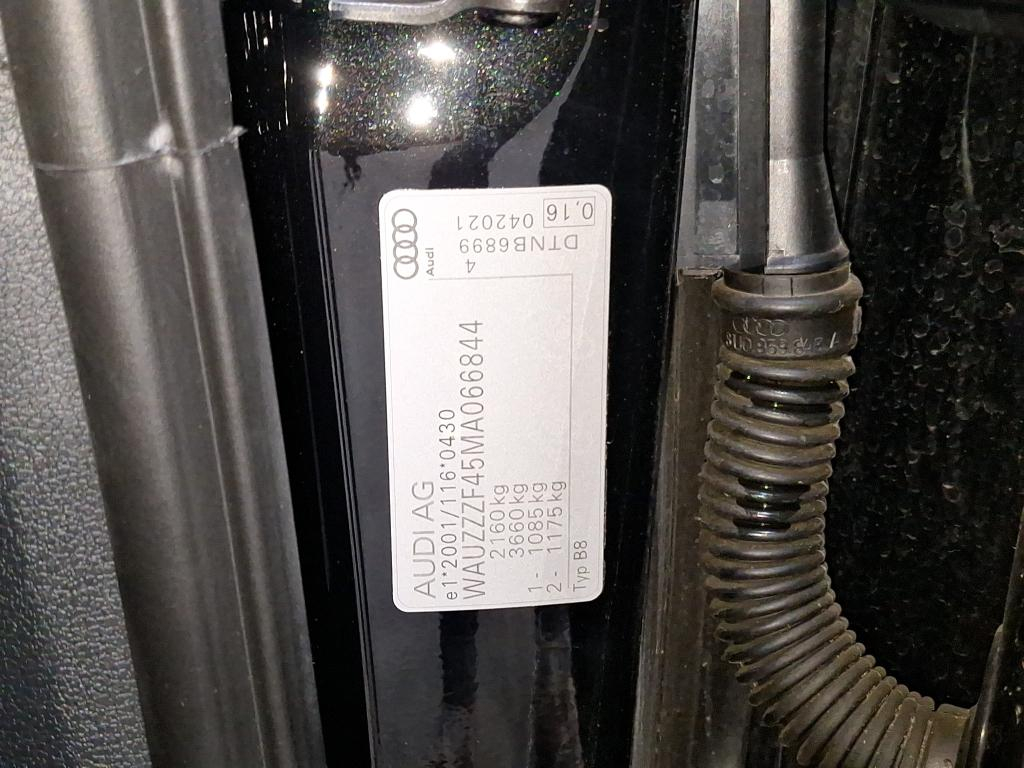 AUDI AG
e1*2001/116*0430
WAUZZZF45MA066844
2160 kg
3660 kg
1 - 1085 kg
2 - 1175 kg
Typ B8
Audi
042021
0,16
DTNB6899
4